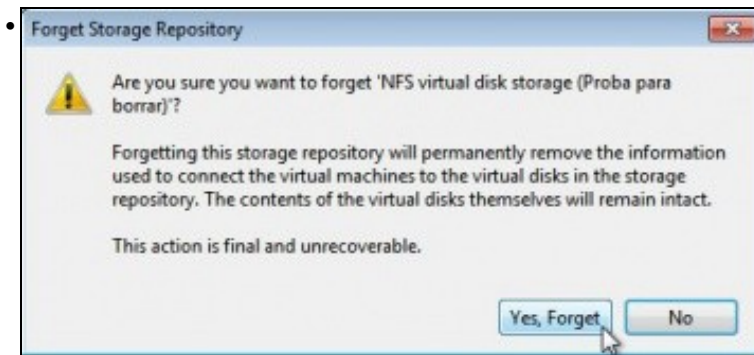 Forget Storage Repository
Are you sure you want to forget 'NFS virtual disk storage (Proba para
borrar)'?
Forgetting this storage repository will permanently remove the information
used to connect the virtual machines to the virtual disks in the storage
repository. The contents of the virtual disks themselves will remain intact.
This action is final and unrecoverable.
Yes, Forget No